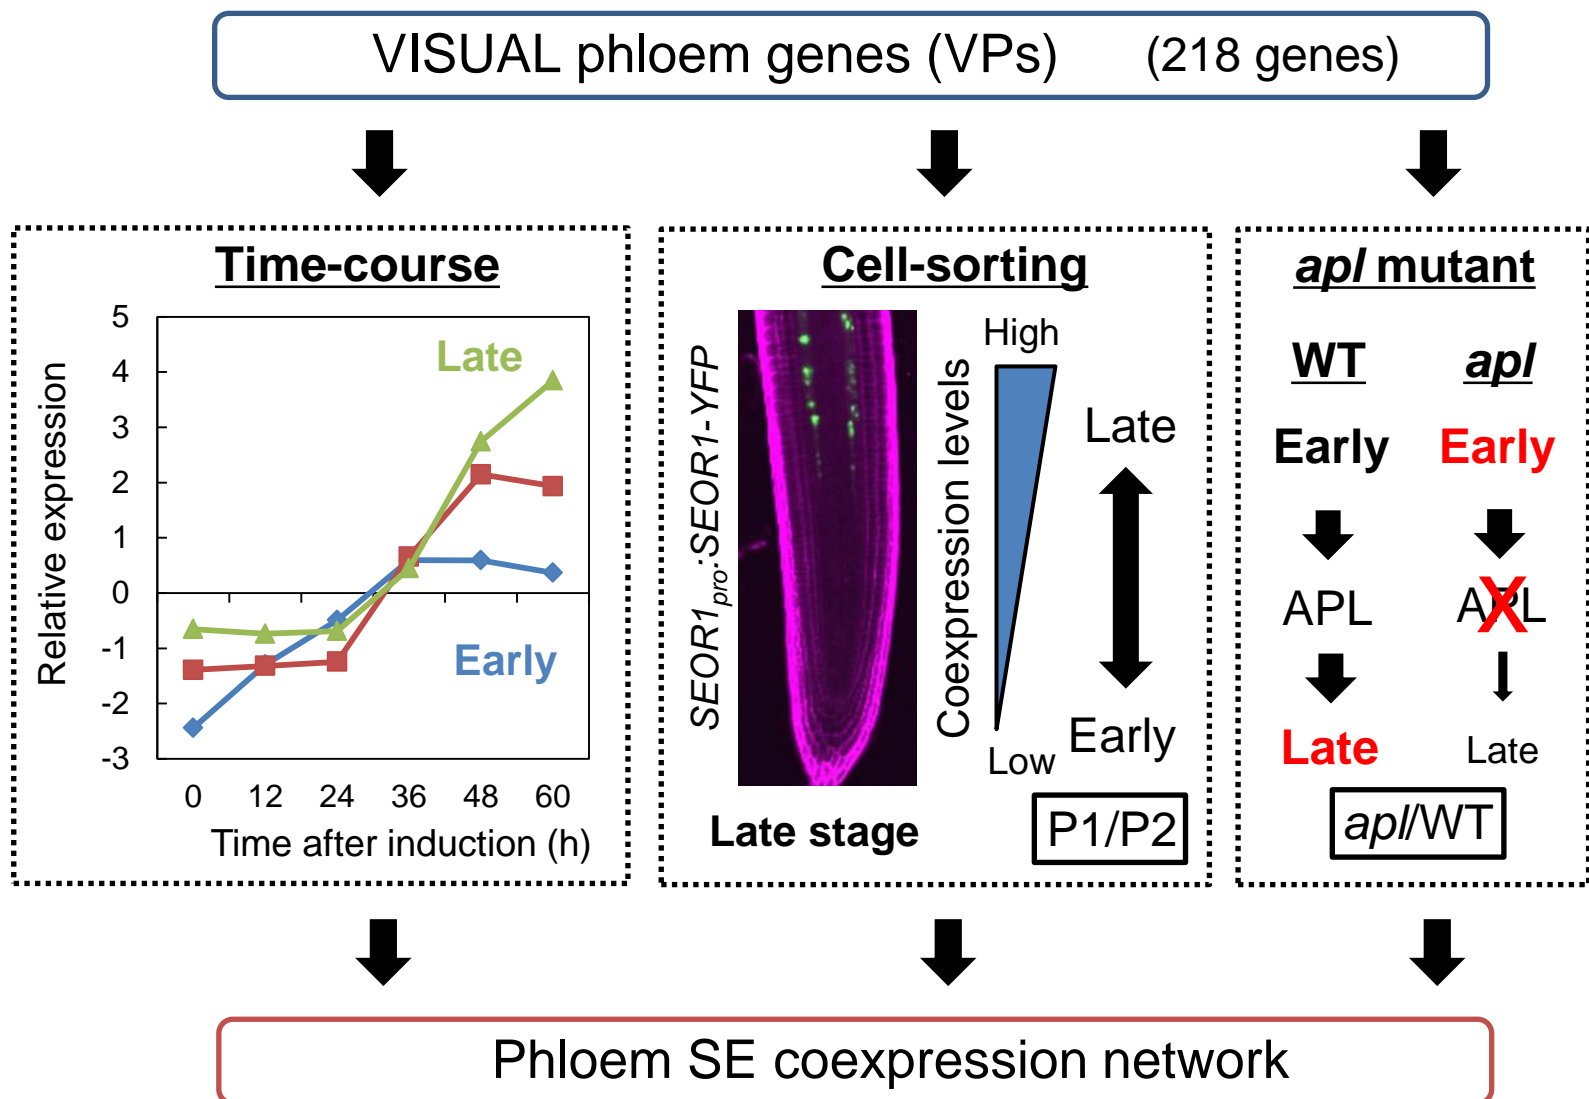 VISUAL phloem genes (VPs) (218 genes)
Time-course
Relative expression
5
4
3
2
1
0
-1
-2
-3
Late
Early
0 12 24 36 48 60
Time after induction (h)
Cell-sorting
SEOR1pro:SEOR1-YFP
Late stage
Coexpression levels
High
Low
Late
Early
P1/P2
apl mutant
WT apl
Early Early
APL APL
X
Late Late
apl/WT
Phloem SE coexpression network